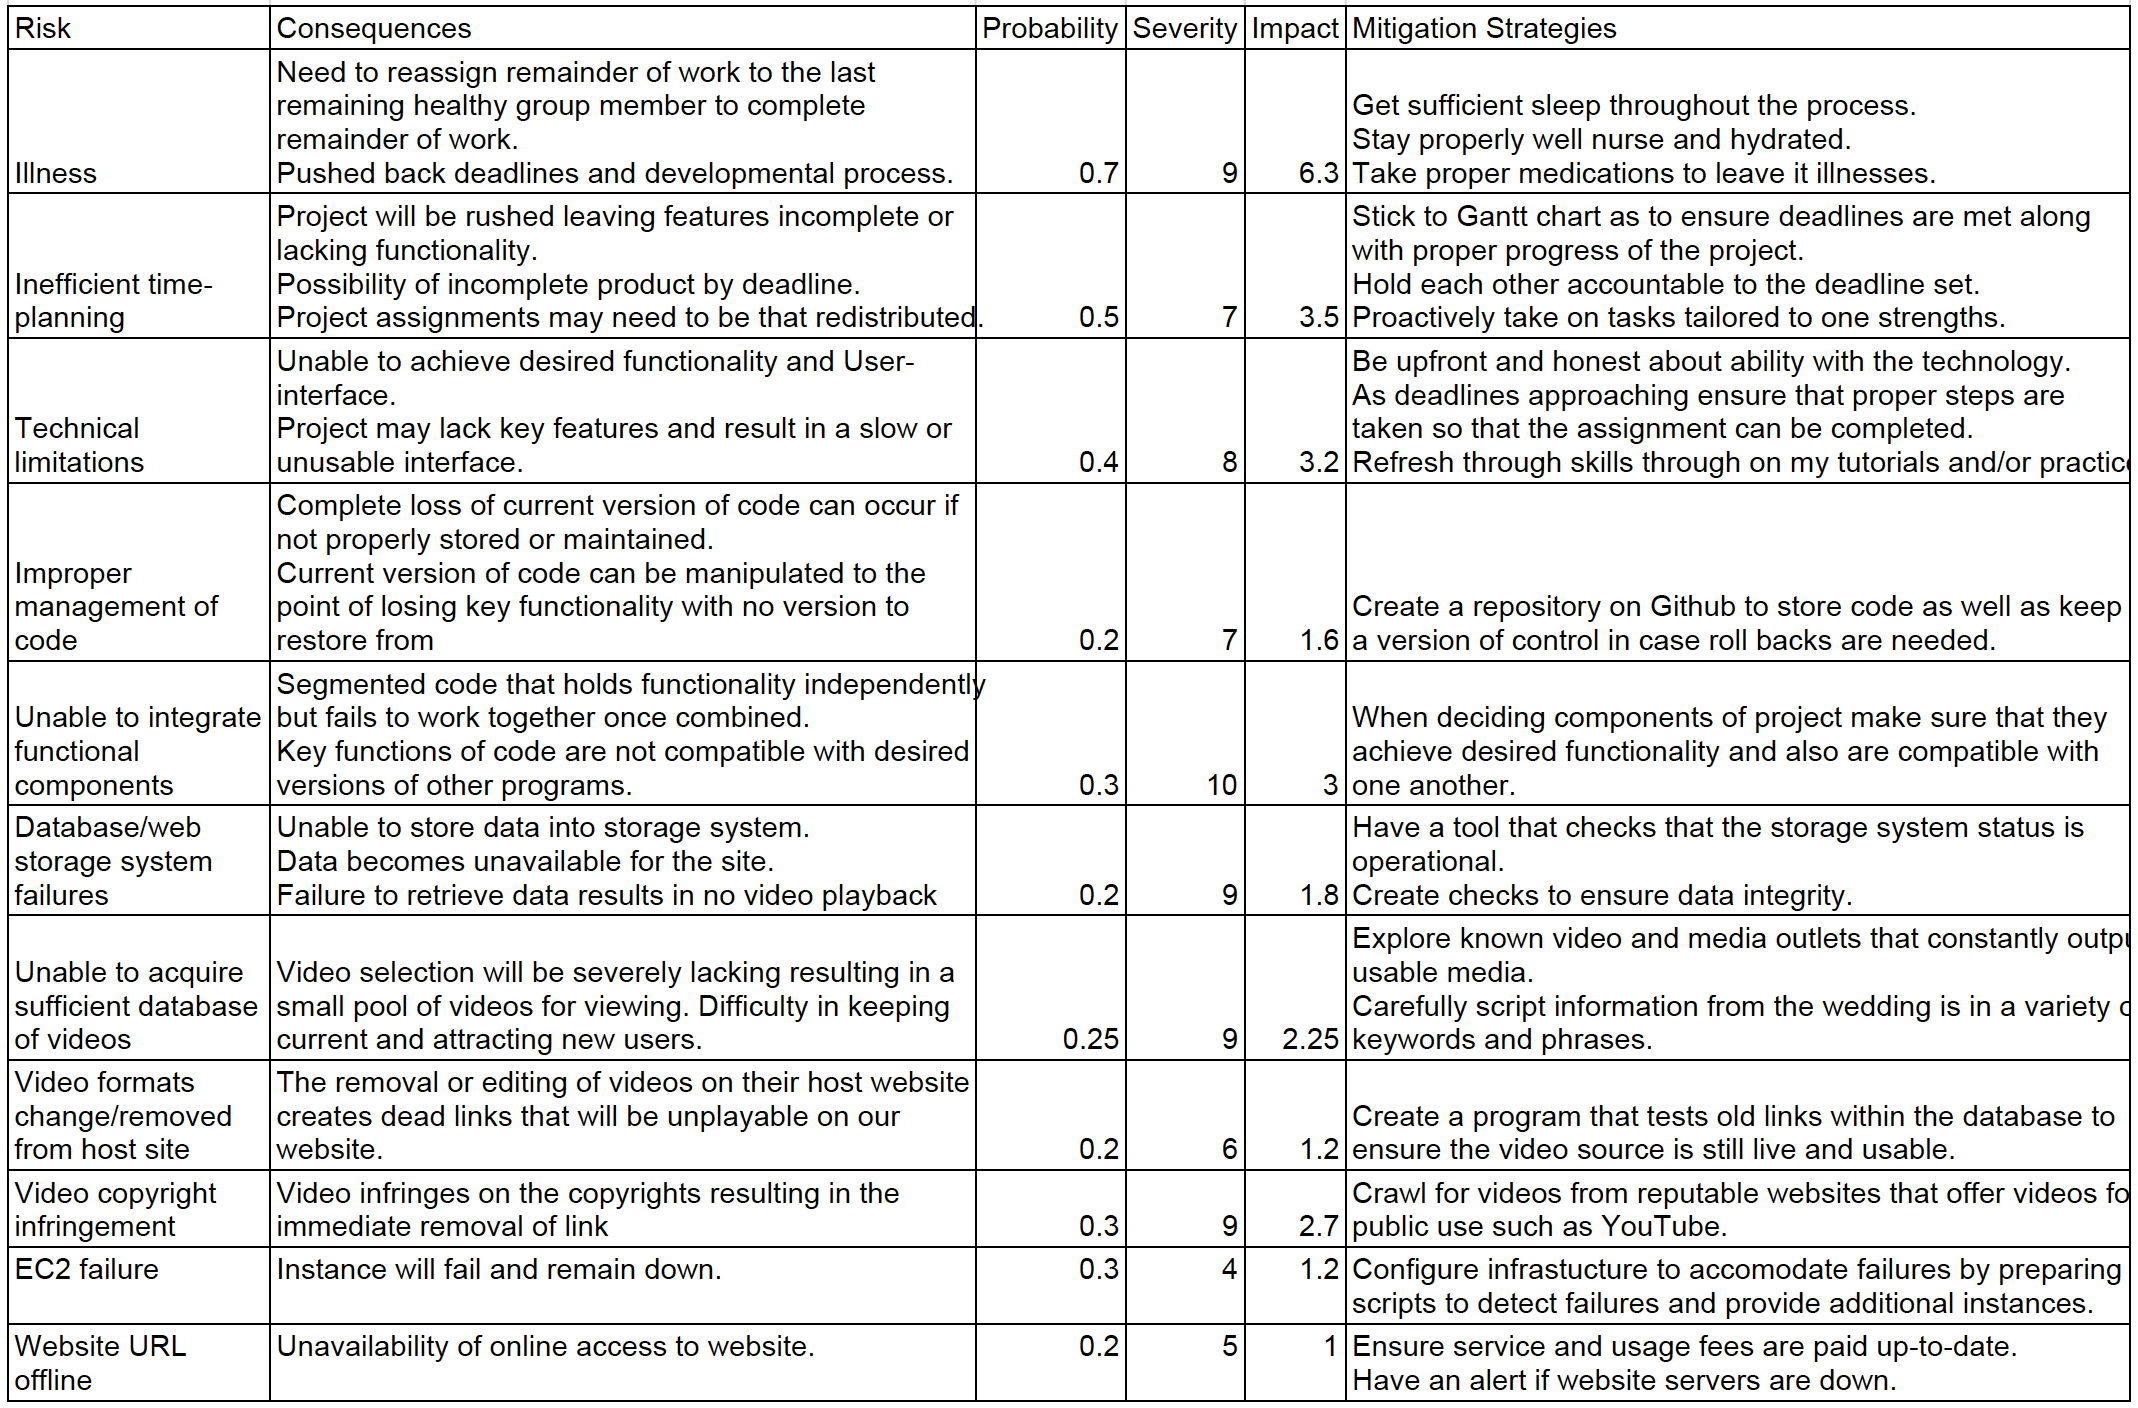 Risk Consequences Probability Severity Impact Mitigation Strategies
Illness
Need to reassign remainder of work to the last
remaining healthy group member to complete
remainder of work.
Pushed back deadlines and developmental process.
0.7 9 6.3
Get sufficient sleep throughout the process.
Stay properly well nurse and hydrated.
Take proper medications to leave it illnesses.
Inefficient time-
planning
Project will be rushed leaving features incomplete or
lacking functionality.
Possibility of incomplete product by deadline.
Project assignments may need to be that redistributed.
0.5 7 3.5
Stick to Gantt chart as to ensure deadlines are met along
with proper progress of the project.
Hold each other accountable to the deadline set.
Proactively take on tasks tailored to one strengths.
Technical
limitations
Unable to achieve desired functionality and User-
interface.
Project may lack key features and result in a slow or
unusable interface.
0.4 8 3.2
Be upfront and honest about ability with the technology.
As deadlines approaching ensure that proper steps are
taken so that the assignment can be completed.
Refresh through skills through on my tutorials and/or
Improper
management of
code
Complete loss of current version of code can occur if
not properly stored or maintained.
Current version of code can be manipulated to the
point of losing key functionality with no version to
restore from
0.2 7 1.6
Create a repository on Github to store code as well as keep
a version of control in case roll backs are needed.
Unable to integrate
functional
components
Segmented code that holds functionality independently
but fails to work together once combined.
Key functions of code are not compatible with desired
versions of other programs.
0.3 10 3
When deciding components of project make sure that they
achieve desired functionality and also are compatible with
one another.
Database/web
storage system
failures
Unable to store data into storage system.
Data becomes unavailable for the site.
Failure to retrieve data results in no video playback
0.2 9 1.8
Have a tool that checks that the storage system status is
operational.
Create checks to ensure data integrity.
Unable to acquire
sufficient database
of videos
Video selection will be severely lacking resulting in a
small pool of videos for viewing. Difficulty in keeping
current and attracting new users.
0.25 9 2.25
Explore known video and media outlets that constantly
usable media.
Carefully script information from the wedding is in a variety
keywords and phrases.
Video formats
change/removed
from host site
The removal or editing of videos on their host website
creates dead links that will be unplayable on our
website.
0.2 6 1.2
Create a program that tests old links within the database to
ensure the video source is still live and usable.
Video copyright
infringement
Video infringes on the copyrights resulting in the
immediate removal of link
0.3 9 2.7
Crawl for videos from reputable websites that offer videos
public use such as YouTube.
EC2 failure
Instance will fail and remain down.
0.3 4 1.2
Configure infrastucture to accomodate failures by preparing
scripts to detect failures and provide additional instances.
Website URL
offline
Unavailability of online access to website.
0.2 5 1
Ensure service and usage fees are paid up-to-date.
Have an alert if website servers are down.